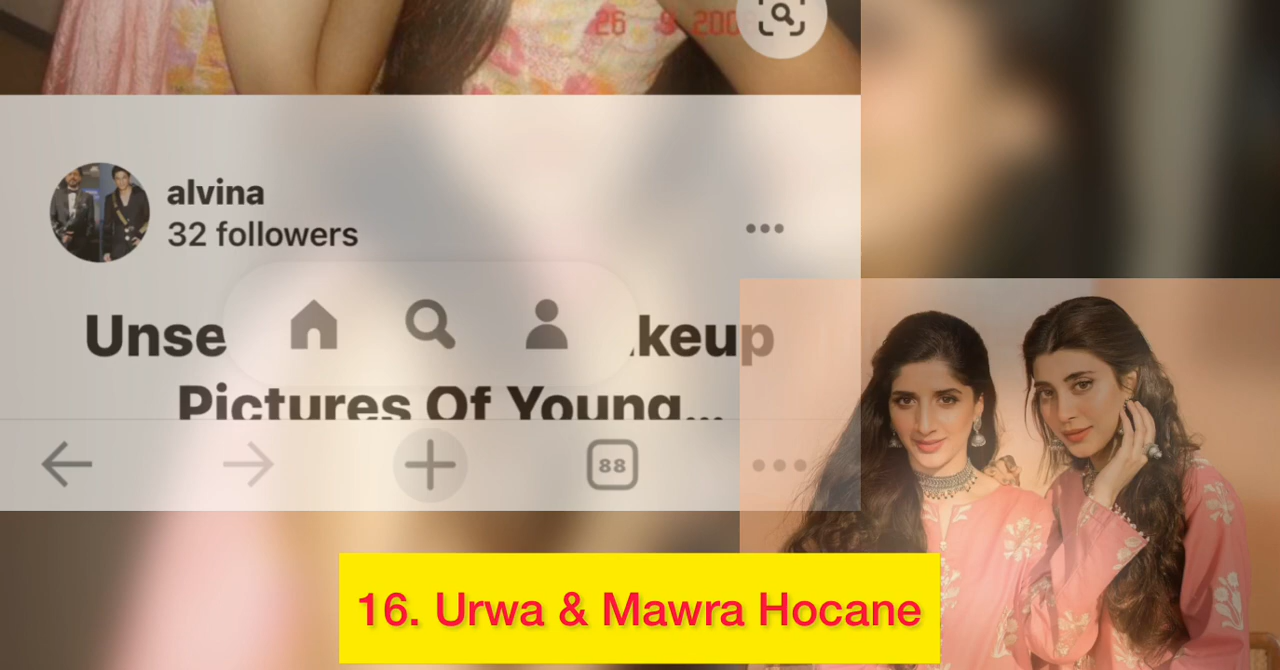 26 9 200
alvina
32 followers
Unse keup
Pictures Of Young...
88
16. Urwa & Mawra Hocane